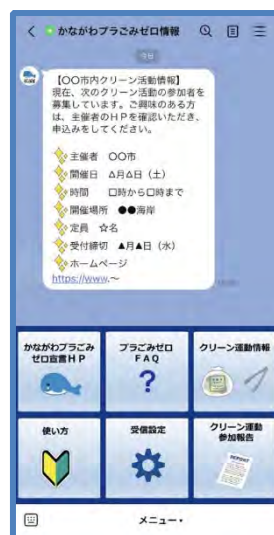 かながわプラごみゼロ情報
今日
【〇〇市内クリーン活動情報】
現在、次のクリーン活動の参加者を
募集しています。ご興味のある方
は、主催者のＨＰを確認いただき、
申込みをしてください。
主催者　〇〇市
開催日　△月△日（土）
時間　口時から口時まで
開催場所　●●海岸
定員　☆名
受付締切　▲月▲日（水）
ホームページ
https://www.～
かながわプラごみ
ゼロ宣言ＨＰ
プラごみゼロ
ＦＡＱ
?
クリーン運動情報
使い方
受信設定
クリーン運動
参加報告
REPORT
メニュー・